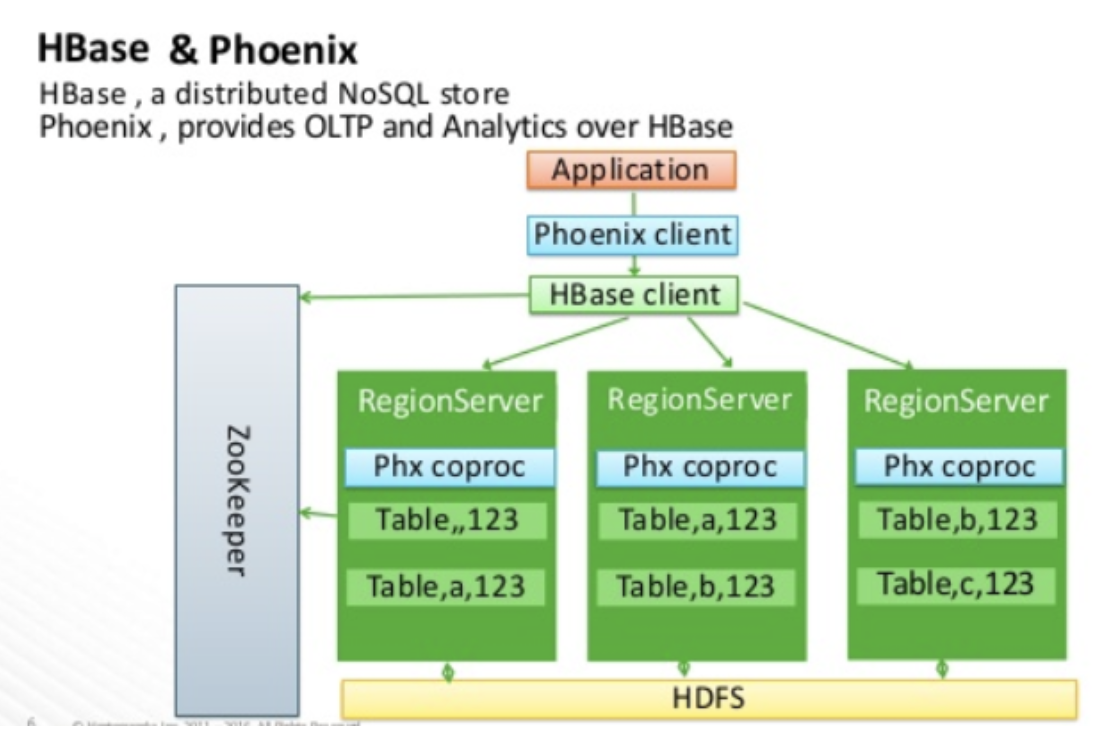 HBase & Phoenix
HBase , a distributed NoSQL store
Phoenix , provides OLTP and Analytics over HBase
Application
Phoenix client
HBase client
ZooKeeper
RegionServer
Phx coproc
Table,,,123
Table,a,123
RegionServer
Phx coproc
Table,a,123
Table,b,123
RegionServer
Phx coproc
Table,b,123
Table,c,123
HDFS
6